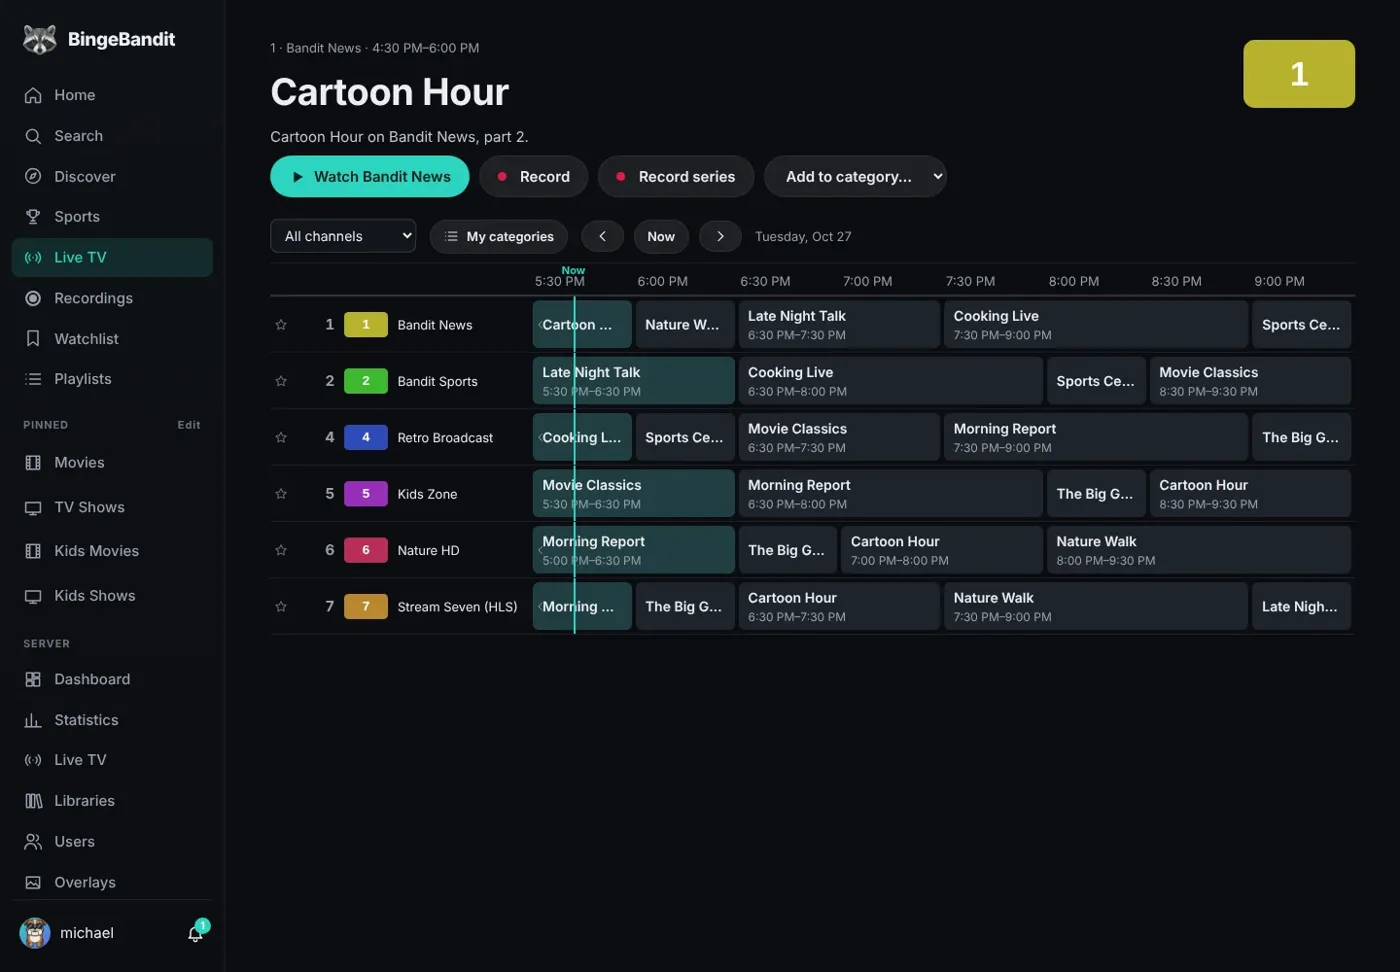 BingeBandit
Home
Search
Discover
Sports
Live TV
Recordings
Watchlist
Playlists
PINNED Edit
Movies
TV Shows
Kids Movies
Kids Shows
SERVER
Dashboard
Statistics
Live TV
Libraries
Users
Overlays
michael 1
1 · Bandit News · 4:30 PM–6:00 PM
Cartoon Hour
1
Cartoon Hour on Bandit News, part 2.
Watch Bandit News Record Record series Add to category...
All channels My categories Now Tuesday, Oct 27
Now
5:30 PM 6:00 PM 6:30 PM 7:00 PM 7:30 PM 8:00 PM 8:30 PM 9:00 PM
1 1 Bandit News Cartoon ... Nature W... Late Night Talk Cooking Live Sports Ce...
6:30 PM–7:30 PM 7:30 PM–9:00 PM
2 2 Bandit Sports Late Night Talk Cooking Live Sports Ce... Movie Classics
5:30 PM–6:30 PM 6:30 PM–8:00 PM 8:30 PM–9:30 PM
4 4 Retro Broadcast Cooking L... Sports Ce... Movie Classics Morning Report The Big G...
6:30 PM–7:30 PM 7:30 PM–9:00 PM
5 5 Kids Zone Movie Classics Morning Report The Big G... Cartoon Hour
5:30 PM–6:30 PM 6:30 PM–8:00 PM 8:30 PM–9:30 PM
6 6 Nature HD Morning Report The Big G... Cartoon Hour Nature Walk
5:00 PM–6:30 PM 7:00 PM–8:00 PM 8:00 PM–9:30 PM
7 7 Stream Seven (HLS) Morning ... The Big G... Cartoon Hour Nature Walk Late Nigh...
6:30 PM–7:30 PM 7:30 PM–9:00 PM